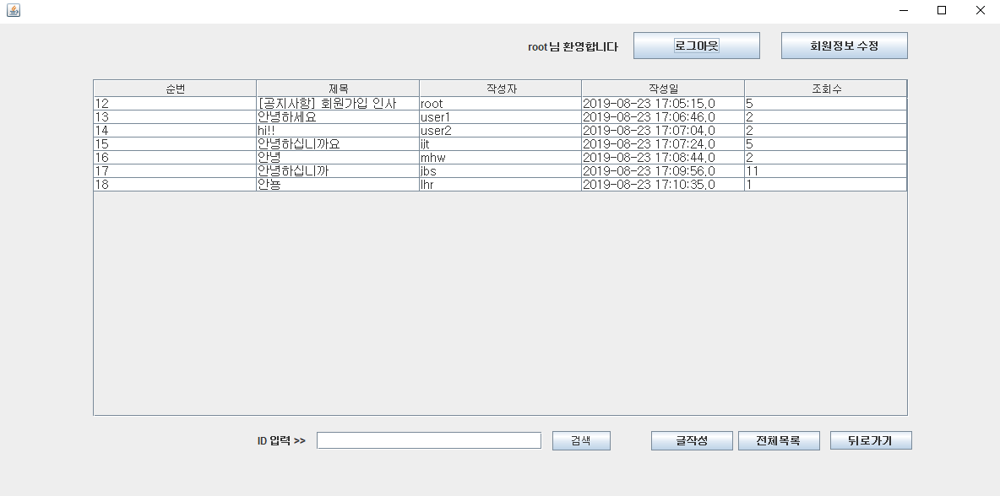 root님 환영합니다 로그아웃 회원정보 수정
순번 제목 작성자 작성일 조회수
12 [공지사항] 회원가입 인사 root 2019-08-23 17:05:15.0 5
13 안녕하세요 user1 2019-08-23 17:06:46.0 2
14 hi!! user2 2019-08-23 17:07:04.0 2
15 안녕하십니까요 ijt 2019-08-23 17:07:24.0 5
16 안녕 mhw 2019-08-23 17:08:44.0 2
17 안녕하십니까 jbs 2019-08-23 17:09:56.0 11
18 안뇽 lhr 2019-08-23 17:10:35.0 1
ID 입력 >> 검색 글작성 전체목록 뒤로가기